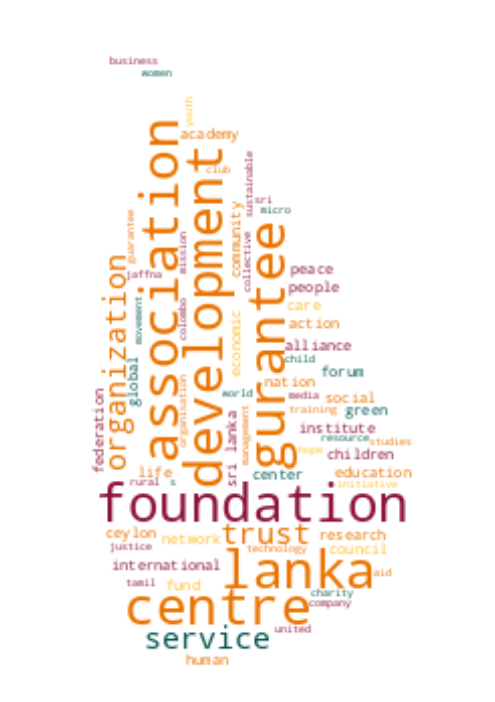 business
women
youth
academy
association
development
club
sustainable
sri
micro
guarantee
community
gurantee
mission
collective
organization
jaffna
peace
people
movement
colombo
care
economic
action
alliance
child
global
forum
organisation
nation
world
federation
sri lanka
management
media
social
training
green
institute
resource
studies
hope
children
life
center
education
rural
s
initiative
foundation
ceylon
network
trust
research
justice
technology
council
international
lanka
aid
tamil
fund
charity
centre
company
service
united
human